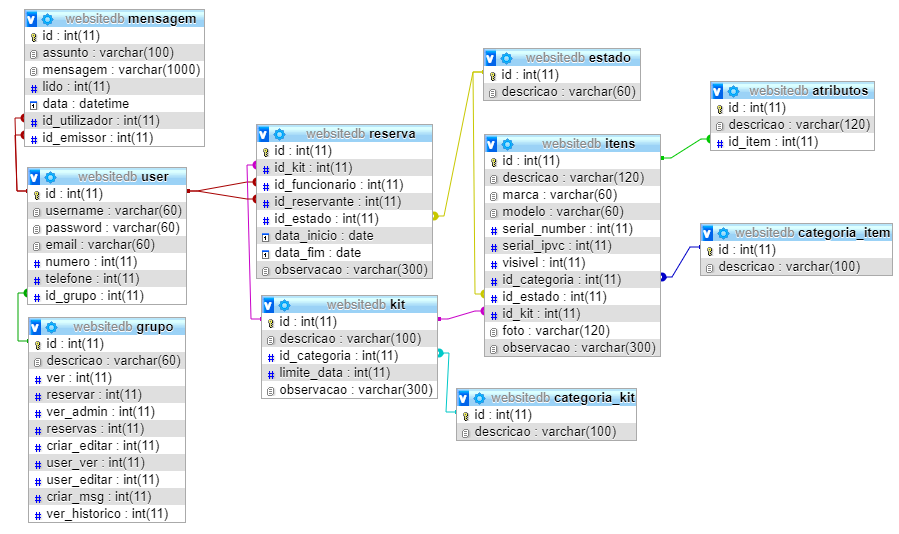 websitedb mensagem
id : int(11)
assunto : varchar(100)
mensagem : varchar(1000)
lido : int(11)
data : datetime
id_utilizador : int(11)
id_emissor : int(11)
websitedb user
id : int(11)
username : varchar(60)
password : varchar(60)
email : varchar(60)
numero : int(11)
telefone : int(11)
id_grupo : int(11)
websitedb grupo
id : int(11)
descricao : varchar(60)
ver : int(11)
reservar : int(11)
ver_admin : int(11)
reservas : int(11)
criar_editar : int(11)
user_ver : int(11)
user_editar : int(11)
criar_msg : int(11)
ver_historico : int(11)
websitedb reserva
id : int(11)
id_kit : int(11)
id_funcionario : int(11)
id_reservante : int(11)
id_estado : int(11)
data_inicio : date
data_fim : date
observacao : varchar(300)
websitedb kit
id : int(11)
descricao : varchar(100)
id_categoria : int(11)
limite_data : int(11)
observacao : varchar(300)
websitedb estado
id : int(11)
descricao : varchar(60)
websitedb itens
id : int(11)
descricao : varchar(120)
marca : varchar(60)
modelo : varchar(60)
serial_number : int(11)
serial_ipvc : int(11)
visivel : int(11)
id_categoria : int(11)
id_estado : int(11)
id_kit : int(11)
foto : varchar(120)
observacao : varchar(300)
websitedb categoria_kit
id : int(11)
descricao : varchar(100)
websitedb atributos
id : int(11)
descricao : varchar(120)
id_item : int(11)
websitedb categoria_item
id : int(11)
descricao : varchar(100)